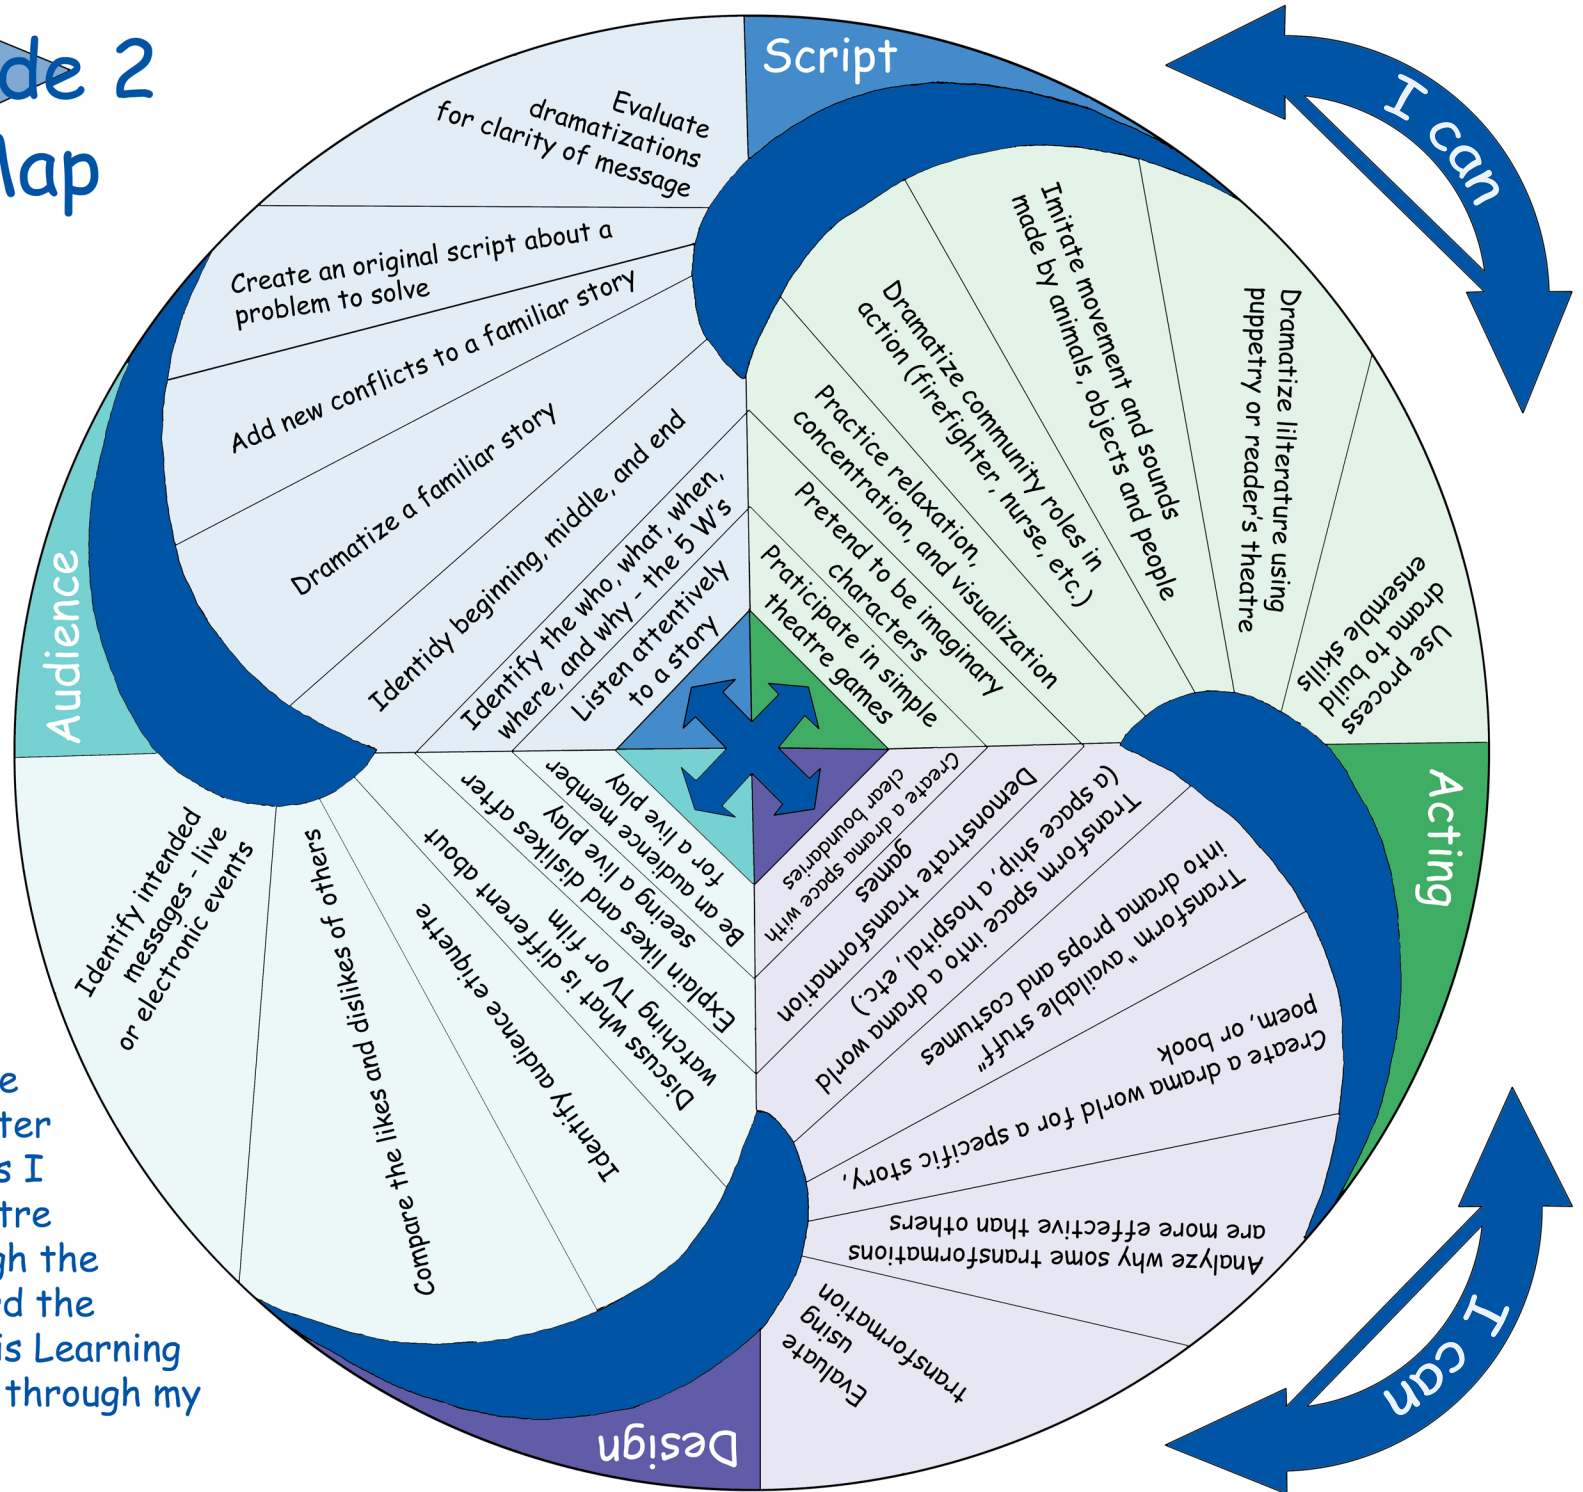 de 2
Map
Script
Evaluate
dramatizations
for clarity of message
Create an original script about a
problem to solve
Add new conflicts to a familiar story
Dramatize a familiar story
Identidy beginning, middle, and end
Identify the who, what, when,
where, and why - the 5 W's
Listen attentively
to a story
Acting
Praticipate in simple
theatre games
Pretend to be imaginary
characters
Practice relaxation,
concentration, and visualization
Dramatize community roles in
action (firefighter, nurse, etc.)
Imitate movement and sounds
made by animals, objects and people
Dramatize lilterature using
puppetry or reader's theatre
Use process
drama to build
ensemble skills
Design
Create a drama space with
clear boundaries
Demonstrate tramsformation
games
Transform space into a drama world
(a space ship, a hospital, etc.)
Transform "available stuff"
into drama props and costumes
Create a drama world for a specific story,
poem, or book
Analyze why some transformations
are more effective than others
Evaluate
using
transformation
Audience
Be an audience member
for a live play
Explain likes and dislikes after
seeing a live play
Discuss what is different about
watching TV or film
Identify audience etiquette
Compare the likes and dislikes of others
Identify intended
messages - live
or electronic events
I can
I can
e
ter
s I
tre
gh the
rd the
is Learning
through my